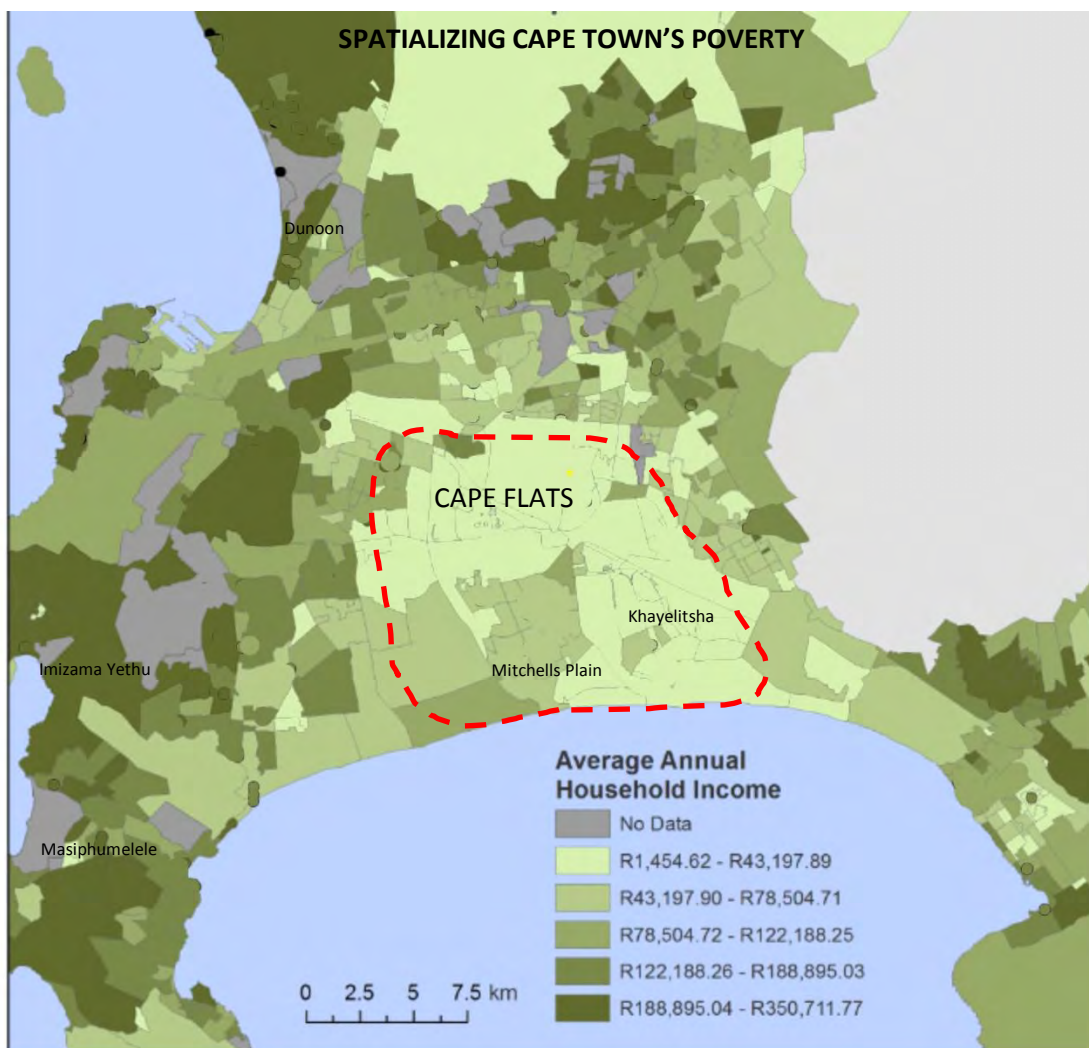 SPATIALIZING CAPE TOWN'S POVERTY
Dunoon
CAPE FLATS
Khayelitsha
Imizama Yethu
Mitchells Plain
Average Annual
Household Income
No Data
R1,454.62 - R43,197.89
Masiphumelele
R43,197.90 - R78,504.71
R78,504.72 - R122,188.25
R122,188.26 - R188,895.03
0 2.5 5 7.5 km
R188,895.04 - R350,711.77